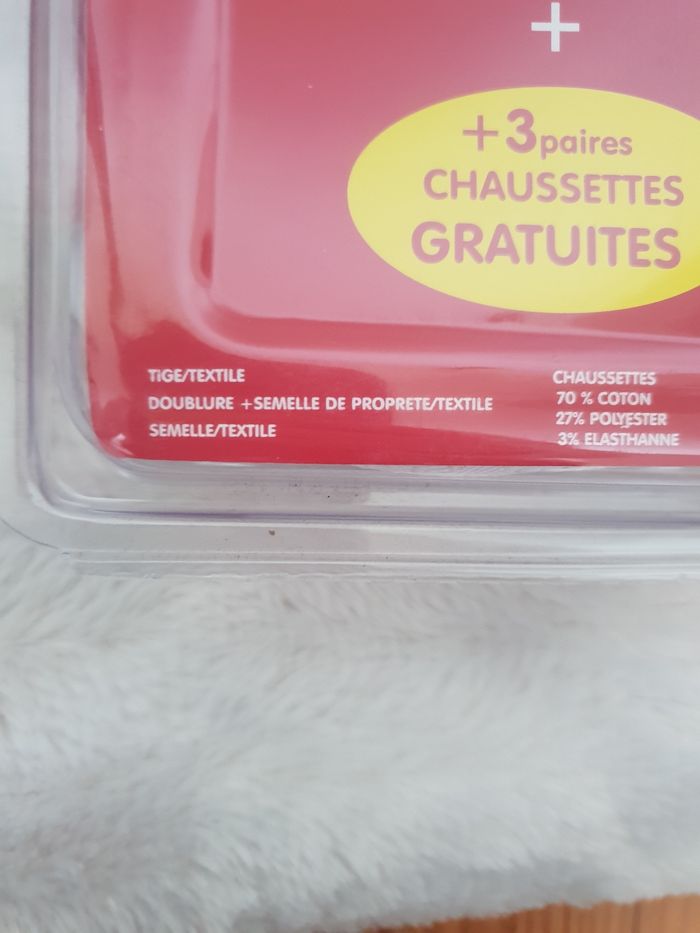 +
+3paires
CHAUSSETTES
GRATUITES
TIGE/TEXTILE
DOUBLURE +SEMELLE DE PROPRETE/TEXTILE
SEMELLE/TEXTILE
CHAUSSETTES
70 % COTON
27% POLYESTER
3% ELASTHANNE